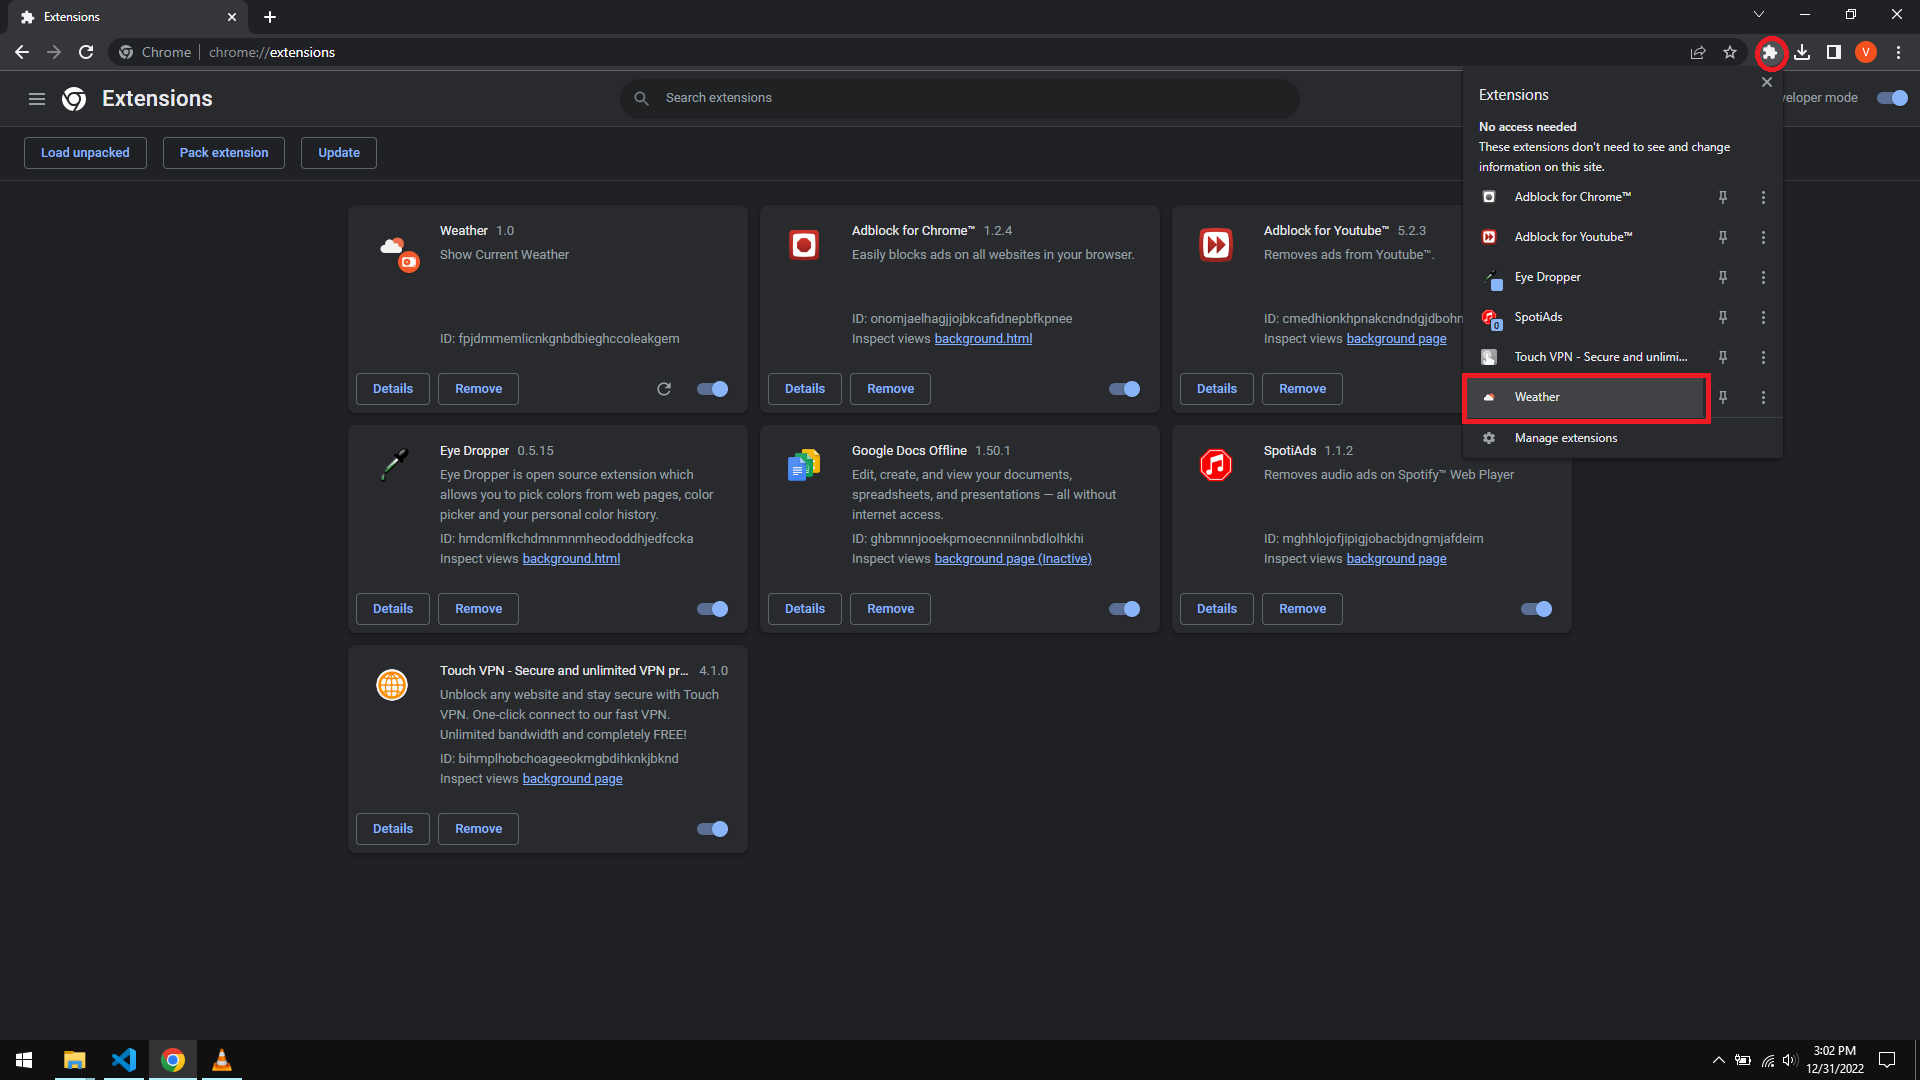 Extensions
Chrome
chrome://extensions
V
Extensions
Search extensions
veloper mode
Load unpacked
Pack extension
Update
Extensions
No access needed
These extensions don't need to see and change
information on this site.
Adblock for Chrome™
Adblock for Youtube™
Eye Dropper
SpotiAds
0
Touch VPN - Secure and unlimi...
Weather
Manage extensions
Weather 1.0
Show Current Weather
ID: fpjdmmemlicnkgnbdbieghccoleakgem
Details
Remove
Adblock for Chrome™ 1.2.4
Easily blocks ads on all websites in your browser.
ID: onomjaelhagjjojbkcafidnepbfkpnee
Inspect views background.html
Details
Remove
Adblock for Youtube™ 5.2.3
Removes ads from Youtube™.
ID: cmedhionkhpnakcndndgjdbohn
Inspect views background page
Details
Remove
Eye Dropper 0.5.15
Eye Dropper is open source extension which
allows you to pick colors from web pages, color
picker and your personal color history.
ID: hmdcmlfkchdmnmnmheododdhjedfccka
Inspect views background.html
Details
Remove
Google Docs Offline 1.50.1
Edit, create, and view your documents,
spreadsheets, and presentations — all without
internet access.
ID: ghbmnnjooekpmoecnnnilnnbdlolhkhi
Inspect views background page (Inactive)
Details
Remove
SpotiAds 1.1.2
Removes audio ads on Spotify™ Web Player
ID: mghhlojofjipigjobacbjdngmjafdeim
Inspect views background page
Details
Remove
Touch VPN - Secure and unlimited VPN pr... 4.1.0
Unblock any website and stay secure with Touch
VPN. One-click connect to our fast VPN.
Unlimited bandwidth and completely FREE!
ID: bihmplhobchoageeokmgbdihknkjbknd
Inspect views background page
Details
Remove
3:02 PM
12/31/2022